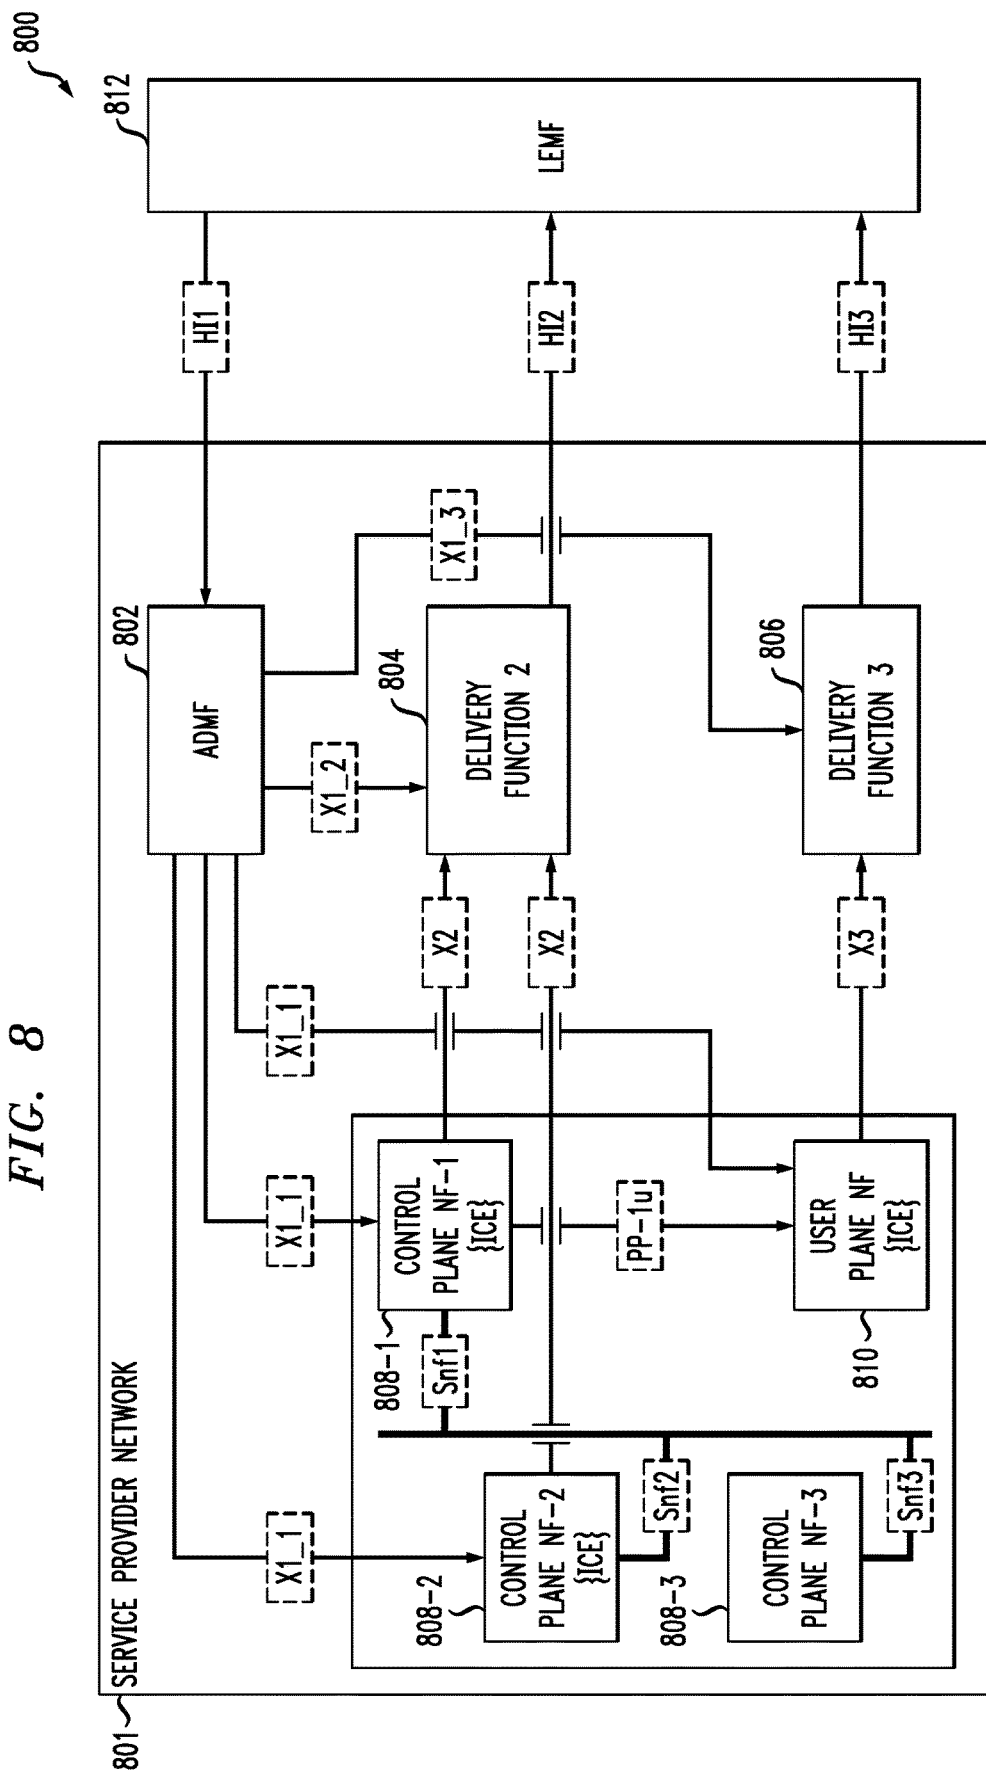 FIG. 8
800
801
SERVICE PROVIDER NETWORK
802
ADMF
HI1
812
LEMF
X1_1
X1_1
X1_1
X1_2
X1_3
808-1
CONTROL
PLANE NF-1
{ICE}
X2
804
DELIVERY
FUNCTION 2
HI2
Snf1
808-2
CONTROL
PLANE NF-2
{ICE}
X2
PP-1u
Snf2
808-3
CONTROL
PLANE NF-3
Snf3
810
USER
PLANE NF
{ICE}
X3
806
DELIVERY
FUNCTION 3
HI3